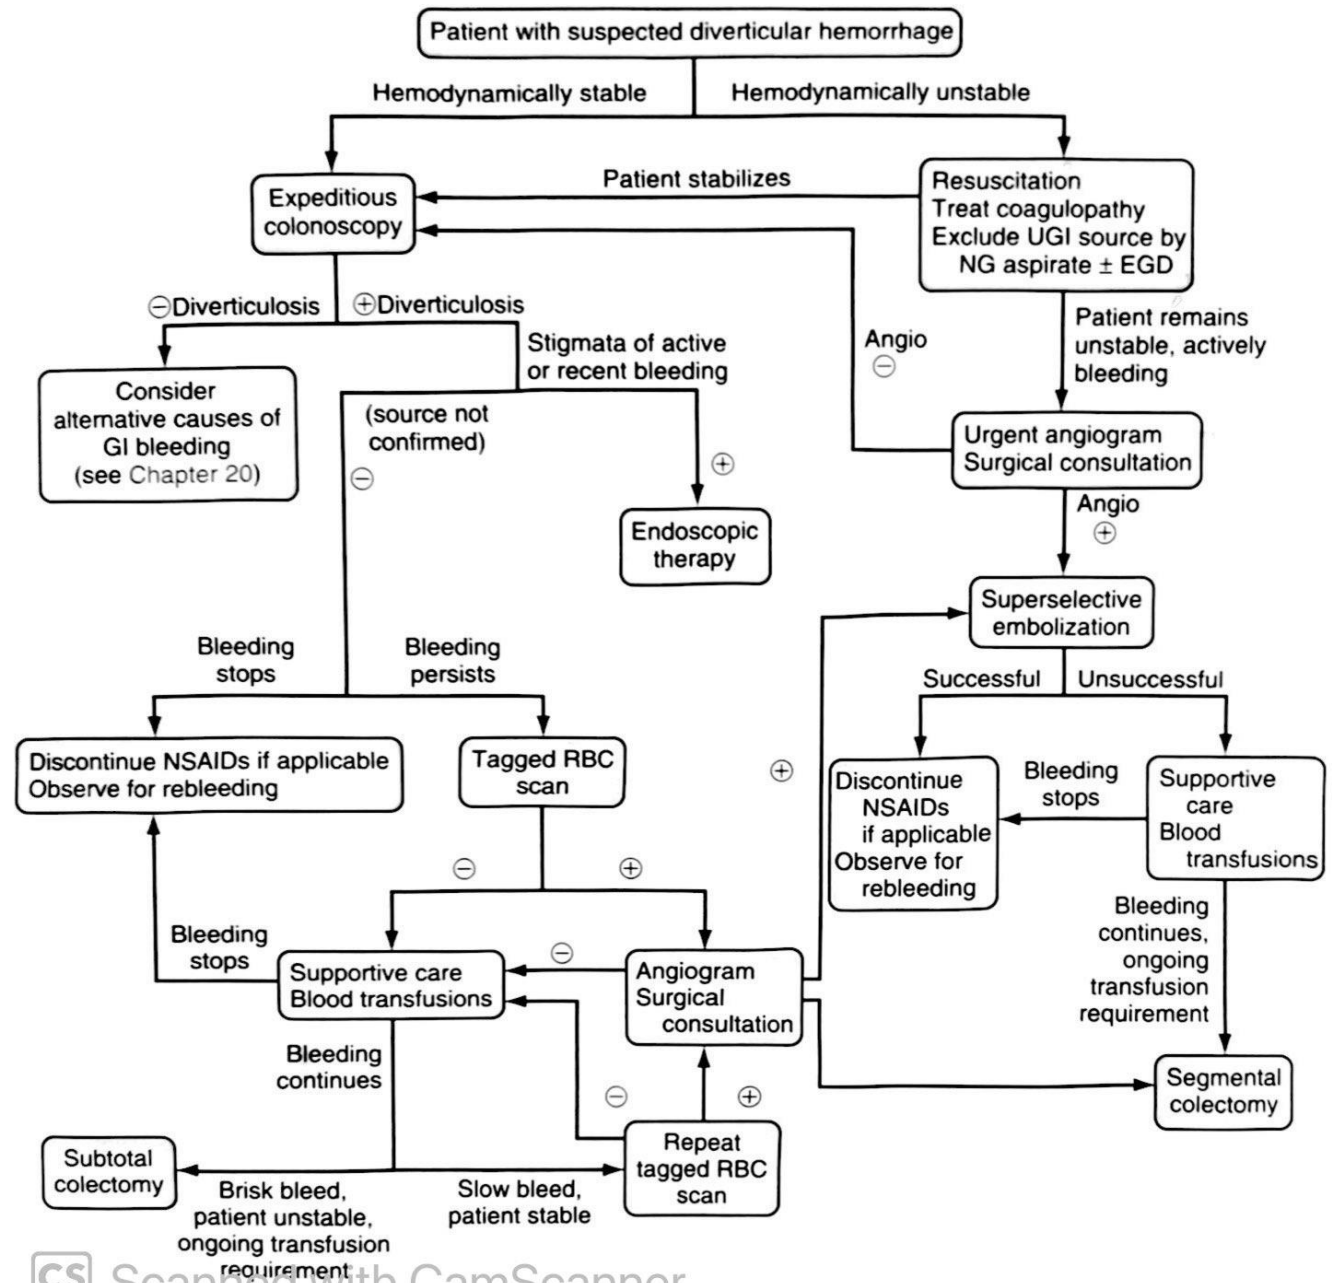 Patient with suspected diverticular hemorrhage
Hemodynamically stable
Hemodynamically unstable
Expeditious
colonoscopy
Patient stabilizes
Resuscitation
Treat coagulopathy
Exclude UGI source by
NG aspirate ± EGD
⊖Diverticulosis
⊕Diverticulosis
Angio
⊖
Patient remains
unstable, actively
bleeding
Consider
alternative causes of
GI bleeding
(see Chapter 20)
Stigmata of active
or recent bleeding
(source not
confirmed)
⊖
⊕
Endoscopic
therapy
Urgent angiogram
Surgical consultation
Angio
⊕
Superselective
embolization
Successful
Unsuccessful
Bleeding
stops
Bleeding
persists
Discontinue NSAIDs if applicable
Observe for rebleeding
Tagged RBC
scan
⊕
Discontinue
NSAIDs
if applicable
Observe for
rebleeding
Bleeding
stops
Supportive
care
Blood
transfusions
⊖
⊕
Bleeding
stops
Supportive care
Blood transfusions
⊖
Angiogram
Surgical
consultation
Bleeding
continues,
ongoing
transfusion
requirement
Bleeding
continues
⊖
⊕
Segmental
colectomy
Subtotal
colectomy
Brisk bleed,
patient unstable,
ongoing transfusion
requirement
Slow bleed,
patient stable
Repeat
tagged RBC
scan
CS Scanned with CamScanner